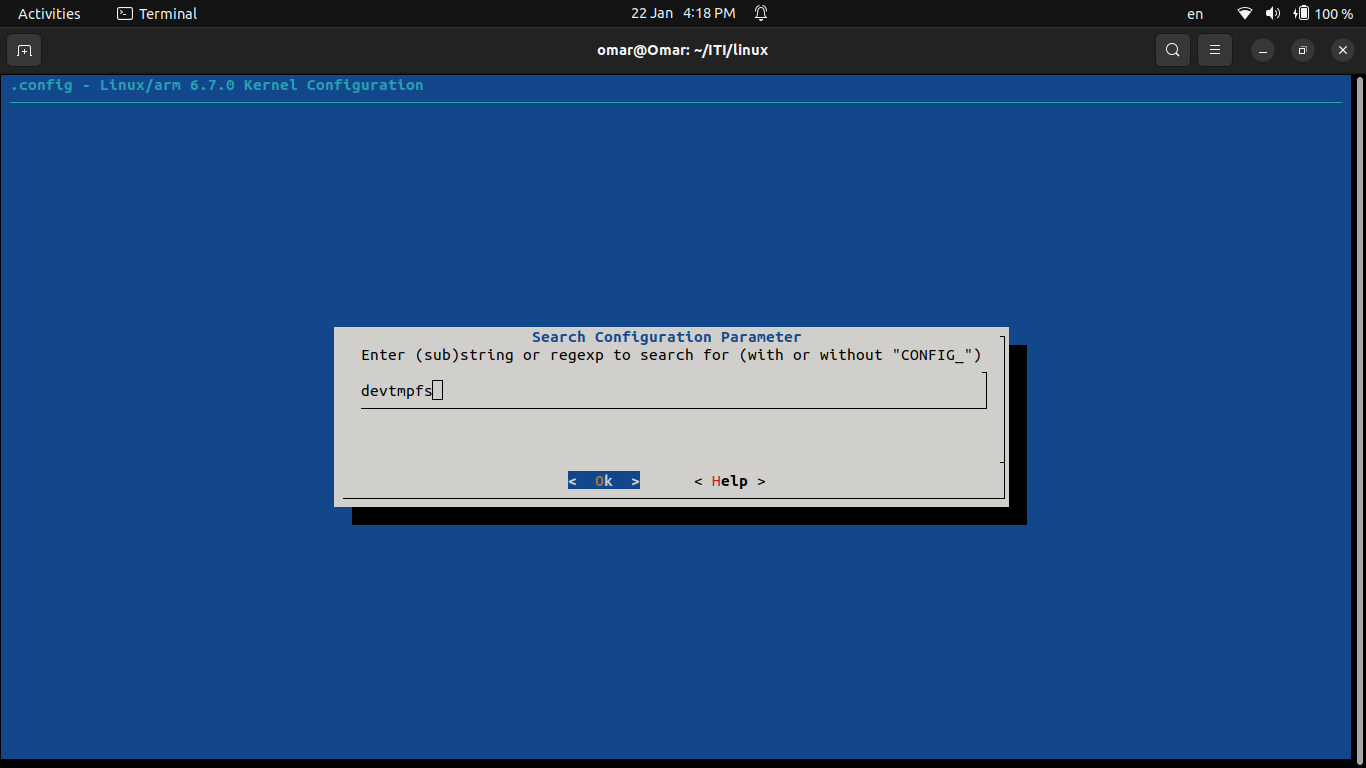 Activities Terminal 22 Jan 4:18 PM en 100 %
omar@Omar: ~/ITI/linux
.config - Linux/arm 6.7.0 Kernel Configuration
Search Configuration Parameter
Enter (sub)string or regexp to search for (with or without "CONFIG_")
devtmpfs
< Ok > < Help >